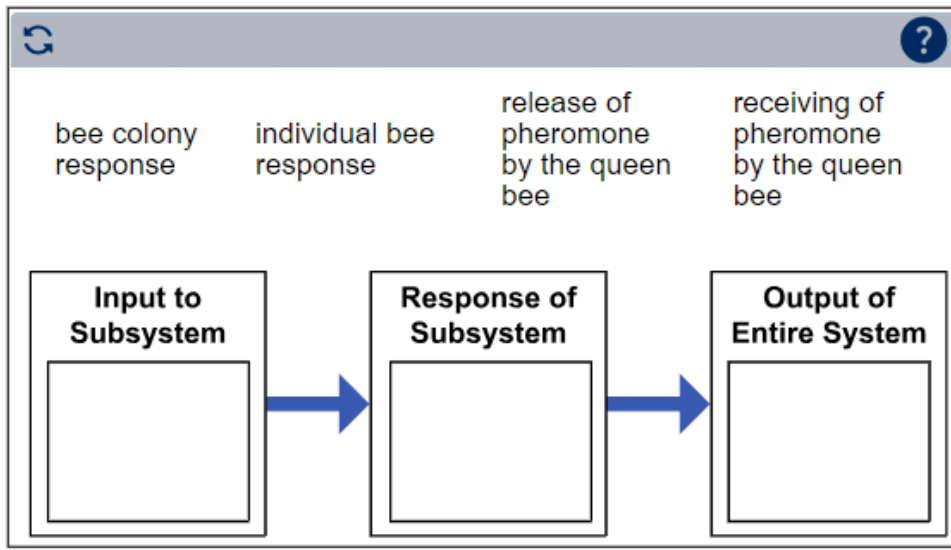 ?
bee colony
response
individual bee
response
release of
pheromone
by the queen
bee
receiving of
pheromone
by the queen
bee
Input to
Subsystem
Response of
Subsystem
Output of
Entire System